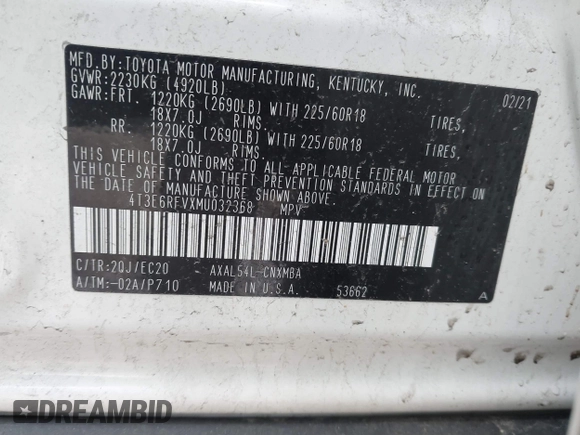 MFD.BY:TOYOTA MOTOR MANUFACTURING, KENTUCKY, INC.
GVWR:2230KG (4920LB) 02/21
GAWR:FRT. 1220KG (2690LB) WITH 225/60R18 TIRES,
18X7.0J RIMS.
RR. 1220KG (2690LB) WITH 225/60R18 TIRES,
18X7.0J RIMS.
THIS VEHICLE CONFORMS TO ALL APPLICABLE FEDERAL MOTOR
VEHICLE SAFETY AND THEFT PREVENTION STANDARDS IN EFFECT ON
THE DATE OF MANUFACTURE SHOWN ABOVE.
4T3E6RFVXMU032368 MPV
C/TR:2QJ/EC20 AXAL54L-CNXMBA
A/TM:-02A/P710 MADE IN U.S.A. 53662 A
DREAMBID